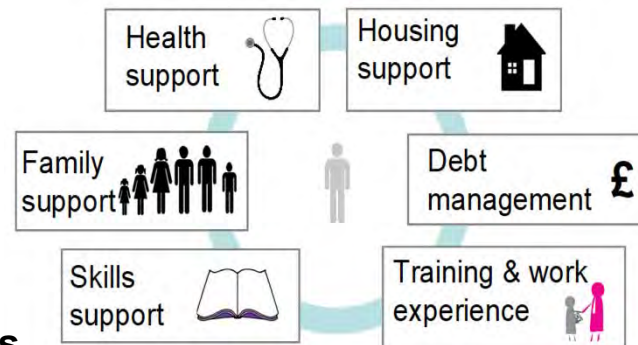 Health
support
Housing
support
Family
support
Debt
management
£
Skills
support
Training & work
experience
s